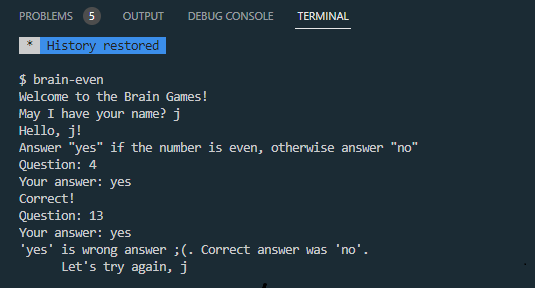 PROBLEMS 5 OUTPUT DEBUG CONSOLE TERMINAL
* History restored
$ brain-even
Welcome to the Brain Games!
May I have your name? j
Hello, j!
Answer "yes" if the number is even, otherwise answer "no"
Question: 4
Your answer: yes
Correct!
Question: 13
Your answer: yes
'yes' is wrong answer ;(. Correct answer was 'no'.
Let's try again, j